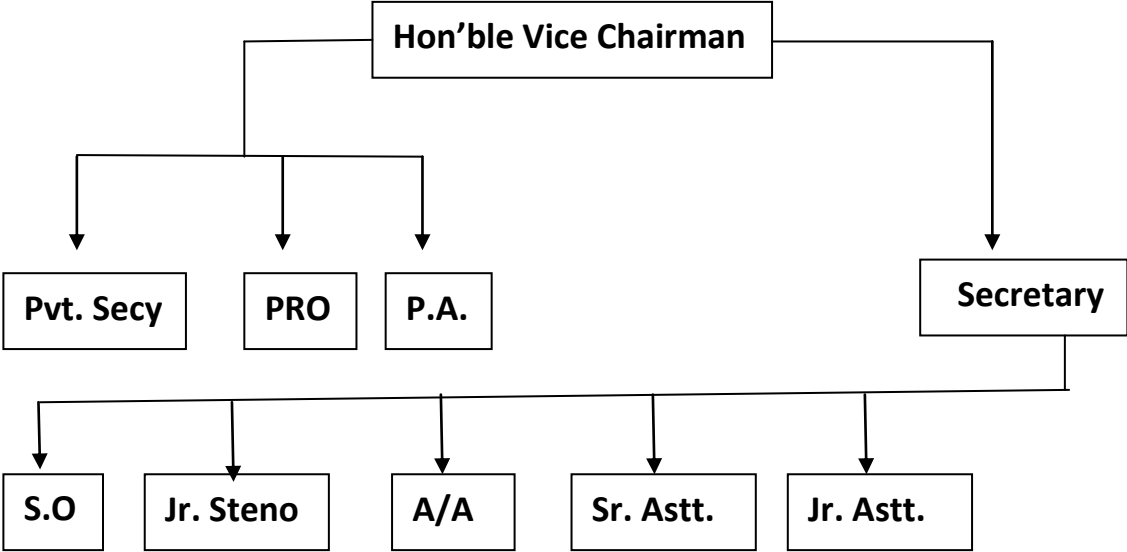 Hon’ble Vice Chairman
Pvt. Secy
PRO
P.A.
Secretary
S.O
Jr. Steno
A/A
Sr. Astt.
Jr. Astt.